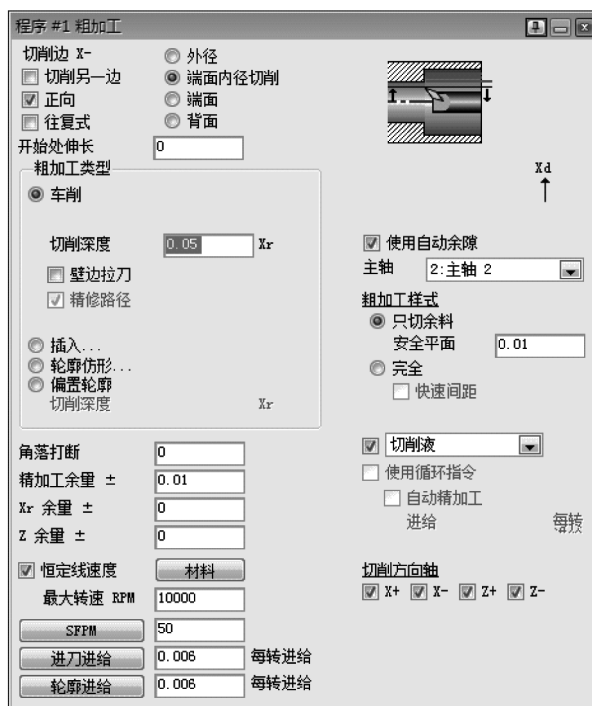 程序 #1 粗加工
切削边 X-
切削另一边
正向
往复式
外径
端面内径切削
端面
背面
开始处伸长 0
粗加工类型
车削
切削深度 0.05 Xr
壁边拉刀
精修路径
插入...
轮廓仿形...
偏置轮廓
切削深度 Xr
Xd
使用自动余隙
主轴 2:主轴 2
粗加工样式
只切余料
安全平面 0.01
完全
快速间距
角落打断 0
精加工余量 ± 0.01
Xr 余量 ± 0
Z 余量 ± 0
切削液
使用循环指令
自动精加工
进给 每转
恒定线速度 材料
最大转速 RPM 10000
SFPM 50
进刀进给 0.006 每转进给
轮廓进给 0.006 每转进给
切削方向轴
X+ X- Z+ Z-